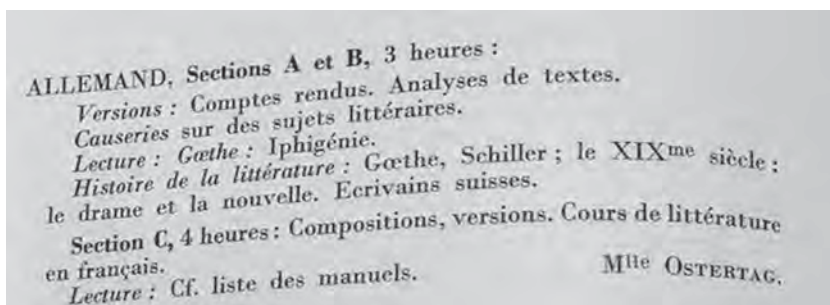 ALLEMAND, Sections A et B, 3 heures :
Versions : Comptes rendus. Analyses de textes.
Causeries sur des sujets littéraires.
Lecture : Gœthe : Iphigénie.
Histoire de la littérature : Gœthe, Schiller ; le XIXme siècle :
le drame et la nouvelle. Ecrivains suisses.
Section C, 4 heures : Compositions, versions. Cours de littérature
en français.
Lecture : Cf. liste des manuels. Mlle OSTERTAG.